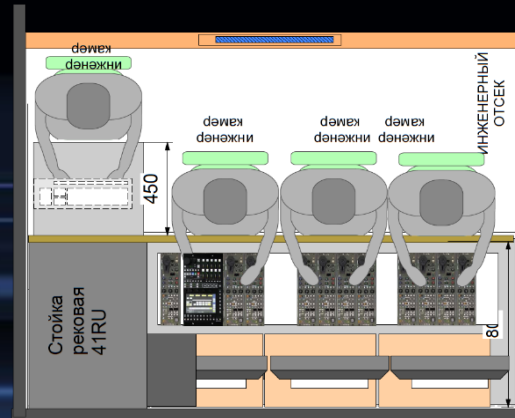 инженер
камер
инженер
камер
инженер
камер
инженер
камер
ИНЖЕНЕРНЫЙ
ОТСЕК
450
Стойка
рековая
41RU
80